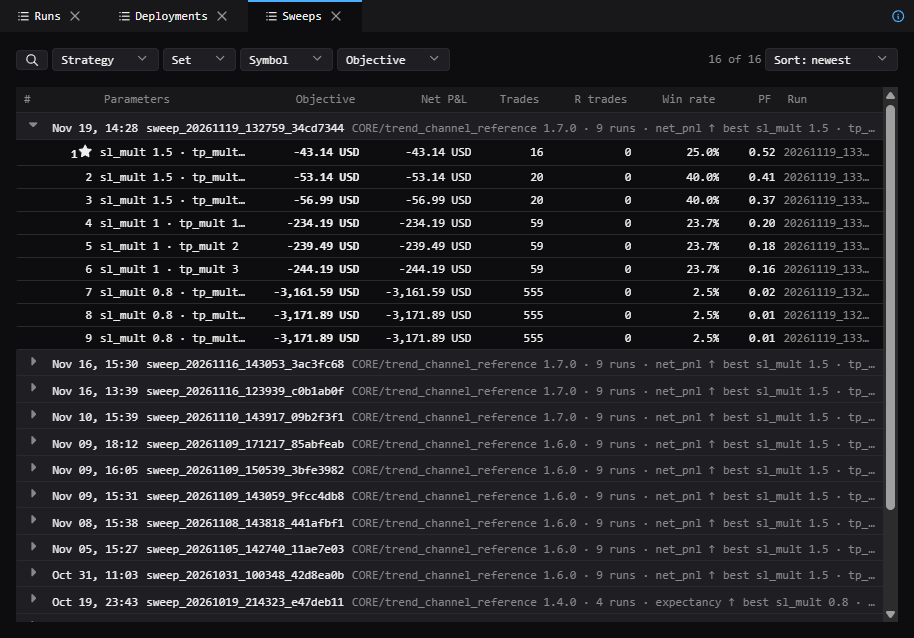 Runs Deployments Sweeps
Strategy Set Symbol Objective 16 of 16 Sort: newest
# Parameters Objective Net P&L Trades R trades Win rate PF Run
Nov 19, 14:28 sweep_20261119_132759_34cd7344 CORE/trend_channel_reference 1.7.0 · 9 runs · net_pnl ↑ best sl_mult 1.5 · tp_…
1★ sl_mult 1.5 · tp_mult… -43.14 USD -43.14 USD 16 0 25.0% 0.52 20261119_133…
2 sl_mult 1.5 · tp_mult… -53.14 USD -53.14 USD 20 0 40.0% 0.41 20261119_133…
3 sl_mult 1.5 · tp_mult… -56.99 USD -56.99 USD 20 0 40.0% 0.37 20261119_133…
4 sl_mult 1 · tp_mult 1… -234.19 USD -234.19 USD 59 0 23.7% 0.20 20261119_133…
5 sl_mult 1 · tp_mult 2 -239.49 USD -239.49 USD 59 0 23.7% 0.18 20261119_133…
6 sl_mult 1 · tp_mult 3 -244.19 USD -244.19 USD 59 0 23.7% 0.16 20261119_133…
7 sl_mult 0.8 · tp_mult… -3,161.59 USD -3,161.59 USD 555 0 2.5% 0.02 20261119_132…
8 sl_mult 0.8 · tp_mult… -3,171.89 USD -3,171.89 USD 555 0 2.5% 0.01 20261119_132…
9 sl_mult 0.8 · tp_mult… -3,171.89 USD -3,171.89 USD 555 0 2.5% 0.01 20261119_132…
Nov 16, 15:30 sweep_20261116_143053_3ac3fc68 CORE/trend_channel_reference 1.7.0 · 9 runs · net_pnl ↑ best sl_mult 1.5 · tp_…
Nov 16, 13:39 sweep_20261116_123939_c0b1ab0f CORE/trend_channel_reference 1.7.0 · 9 runs · net_pnl ↑ best sl_mult 1.5 · tp_…
Nov 10, 15:39 sweep_20261110_143917_09b2f3f1 CORE/trend_channel_reference 1.7.0 · 9 runs · net_pnl ↑ best sl_mult 1.5 · tp_…
Nov 09, 18:12 sweep_20261109_171217_85abfeab CORE/trend_channel_reference 1.6.0 · 9 runs · net_pnl ↑ best sl_mult 1.5 · tp_…
Nov 09, 16:05 sweep_20261109_150539_3bfe3982 CORE/trend_channel_reference 1.6.0 · 9 runs · net_pnl ↑ best sl_mult 1.5 · tp_…
Nov 09, 15:31 sweep_20261109_143059_9fcc4db8 CORE/trend_channel_reference 1.6.0 · 9 runs · net_pnl ↑ best sl_mult 1.5 · tp_…
Nov 08, 15:38 sweep_20261108_143818_441afbf1 CORE/trend_channel_reference 1.6.0 · 9 runs · net_pnl ↑ best sl_mult 1.5 · tp_…
Nov 05, 15:27 sweep_20261105_142740_11ae7e03 CORE/trend_channel_reference 1.6.0 · 9 runs · net_pnl ↑ best sl_mult 1.5 · tp_…
Oct 31, 11:03 sweep_20261031_100348_42d8ea0b CORE/trend_channel_reference 1.6.0 · 9 runs · net_pnl ↑ best sl_mult 1.5 · tp_…
Oct 19, 23:43 sweep_20261019_214323_e47deb11 CORE/trend_channel_reference 1.4.0 · 4 runs · expectancy ↑ best sl_mult 0.8 · …